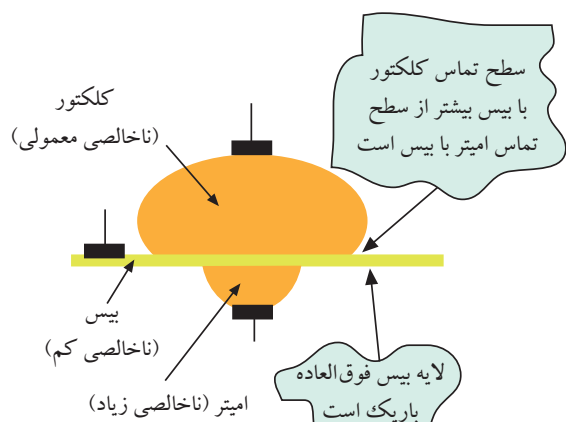 سطح تماس کلکتور
با بیس بیشتر از سطح
تماس امیتر با بیس است
کلکتور
(ناخالصی معمولی)
بیس
(ناخالصی کم)
امیتر (ناخالصی زیاد)
لایه بیس فوق‌العاده
باریک است